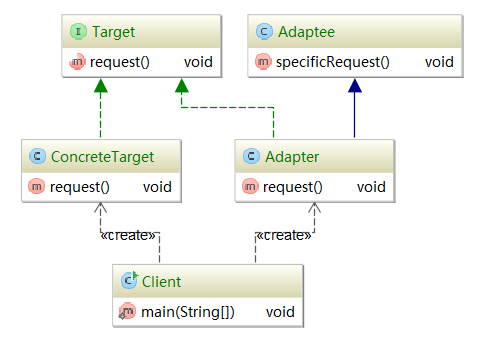 I Target
m request() void
C Adaptee
m specificRequest() void
C ConcreteTarget
m request() void
C Adapter
m request() void
«create»
«create»
C Client
m main(String[]) void